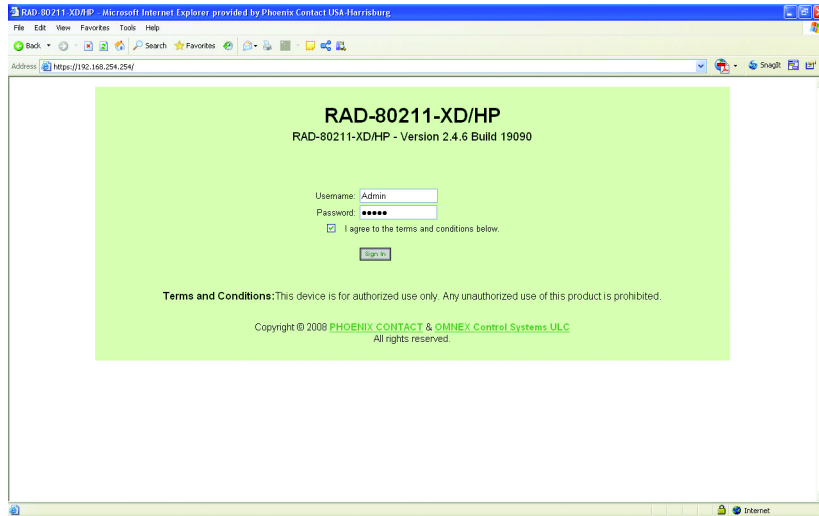 RAD-80211-XD/HP - Microsoft Internet Explorer provided by Phoenix Contact USA-Harrisburg
File Edit View Favorites Tools Help
Back Search Favorites
Address https://192.168.254.254/ SnagIt
RAD-80211-XD/HP
RAD-80211-XD/HP - Version 2.4.6 Build 19090
Username: Admin
Password: ●●●●●
I agree to the terms and conditions below.
Sign In
Terms and Conditions:This device is for authorized use only. Any unauthorized use of this product is prohibited.
Copyright © 2008 PHOENIX CONTACT & OMNEX Control Systems ULC
All rights reserved.
Internet